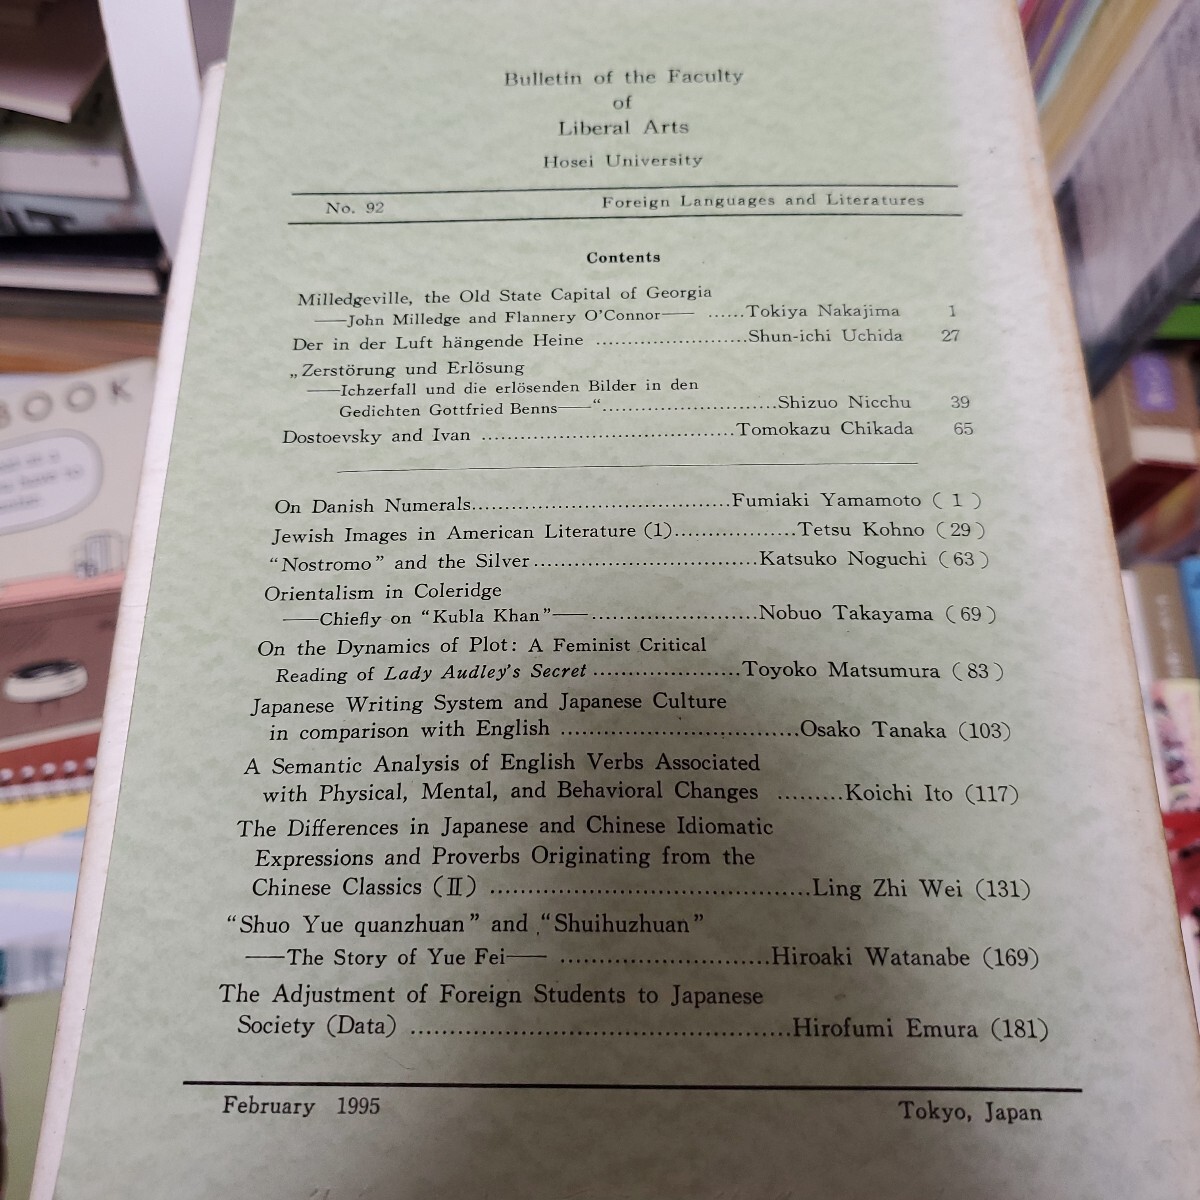 Bulletin of the Faculty
of
Liberal Arts
Hosei University
No. 92 Foreign Languages and Literatures
Contents
Milledgeville, the Old State Capital of Georgia
——John Milledge and Flannery O'Connor—— ......Tokiya Nakajima 1
Der in der Luft hängende Heine ........................Shun-ichi Uchida 27
„Zerstörung und Erlösung
——Ichzerfall und die erlösenden Bilder in den
Gedichten Gottfried Benns——“...........................Shizuo Nicchu 39
Dostoevsky and Ivan .......................................Tomokazu Chikada 65
On Danish Numerals.......................................Fumiaki Yamamoto ( 1 )
Jewish Images in American Literature (1)..................Tetsu Kohno ( 29 )
“Nostromo” and the Silver.................................Katsuko Noguchi ( 63 )
Orientalism in Coleridge
——Chiefly on “Kubla Khan”—— .........................Nobuo Takayama ( 69 )
On the Dynamics of Plot: A Feminist Critical
Reading of Lady Audley's Secret .....................Toyoko Matsumura ( 83 )
Japanese Writing System and Japanese Culture
in comparison with English .................................Osako Tanaka (103)
A Semantic Analysis of English Verbs Associated
with Physical, Mental, and Behavioral Changes .........Koichi Ito (117)
The Differences in Japanese and Chinese Idiomatic
Expressions and Proverbs Originating from the
Chinese Classics (Ⅱ) ..........................................Ling Zhi Wei (131)
“Shuo Yue quanzhuan” and “Shuihuzhuan”
——The Story of Yue Fei—— ...........................Hiroaki Watanabe (169)
The Adjustment of Foreign Students to Japanese
Society (Data) .................................................Hirofumi Emura (181)
February 1995 Tokyo, Japan
BOOK